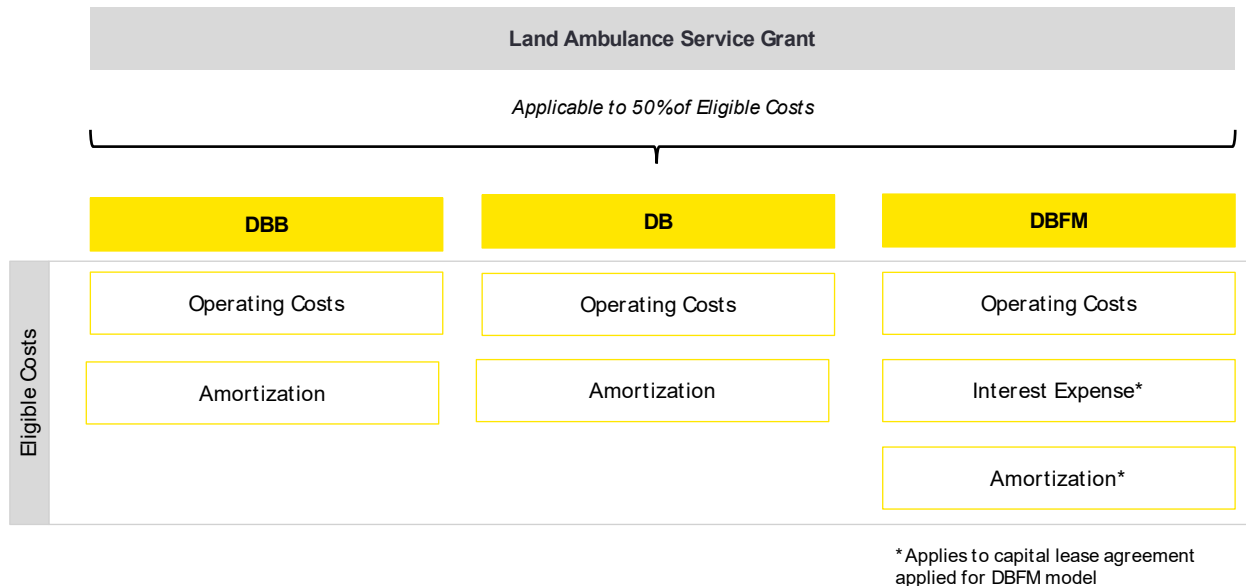 Land Ambulance Service Grant
Applicable to 50%of Eligible Costs
DBB
DB
DBFM
Eligible Costs
Operating Costs
Operating Costs
Operating Costs
Amortization
Amortization
Interest Expense*
Amortization*
*Applies to capital lease agreement
applied for DBFM model